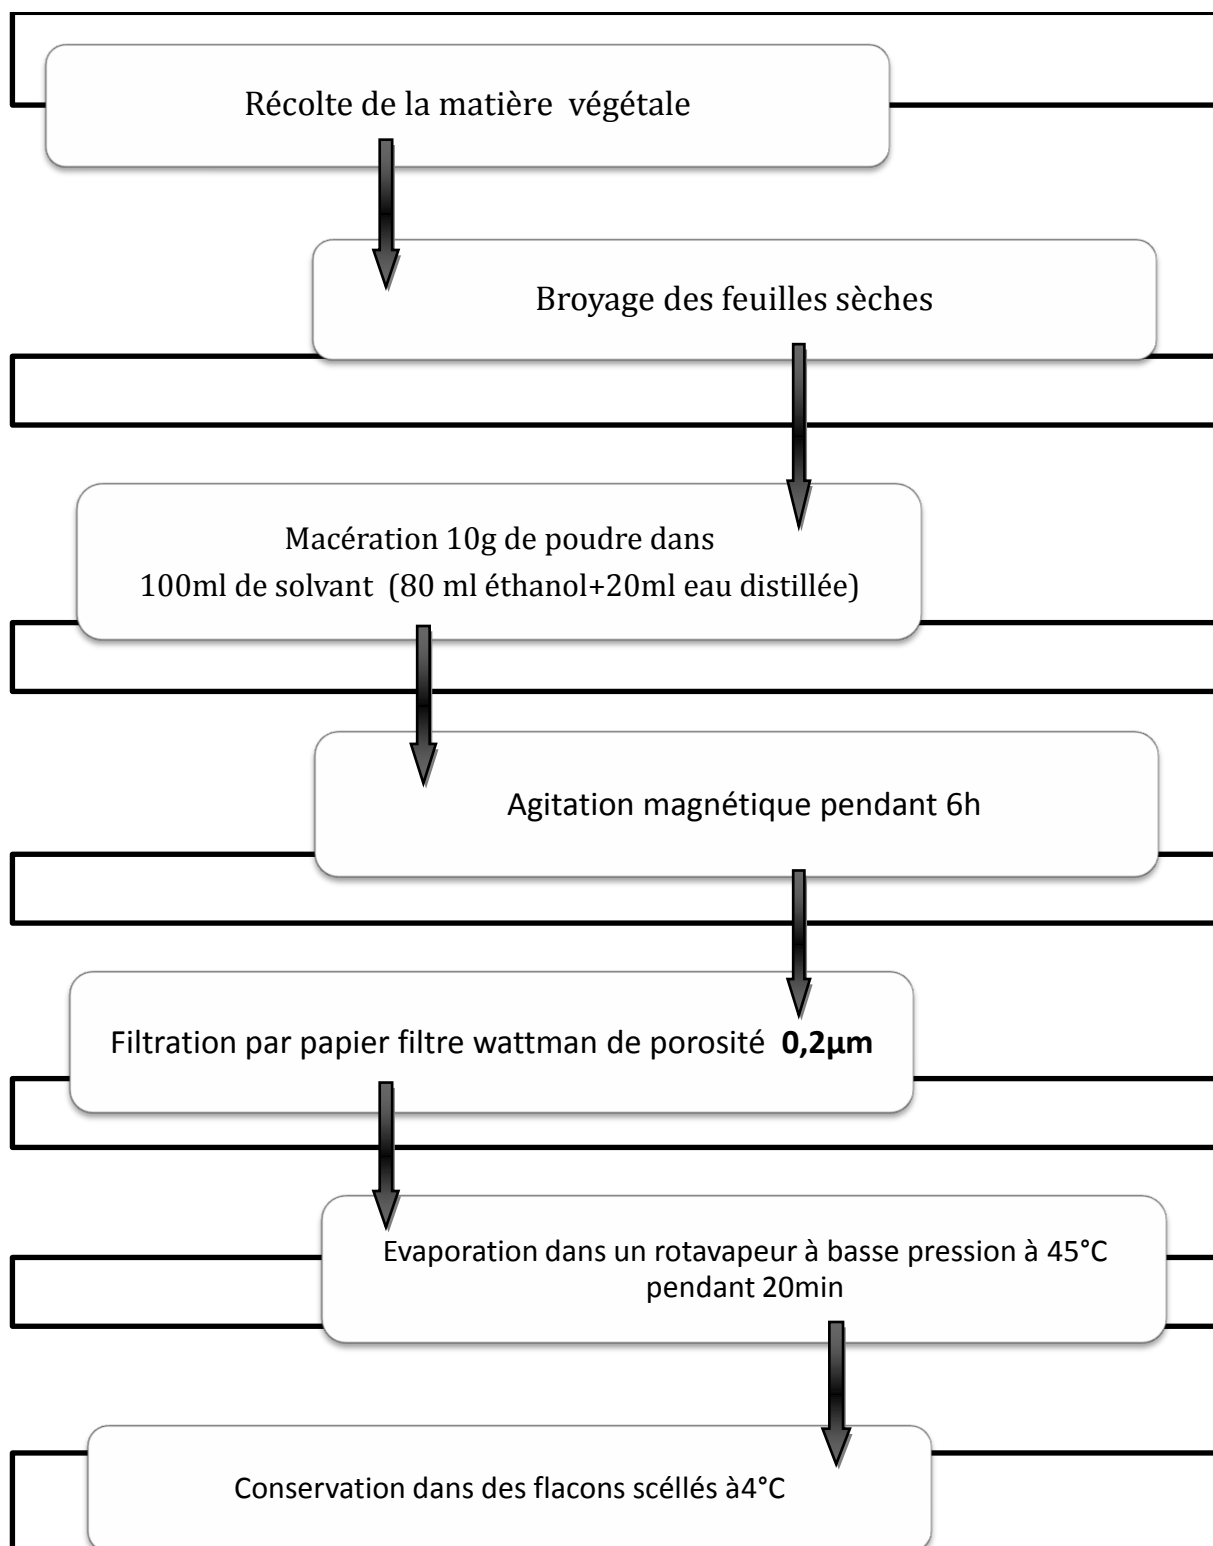 Récolte de la matière végétale
Broyage des feuilles sèches
Macération 10g de poudre dans
100ml de solvant (80 ml éthanol+20ml eau distillée)
Agitation magnétique pendant 6h
Filtration par papier filtre wattman de porosité 0,2µm
Evaporation dans un rotavapeur à basse pression à 45°C
pendant 20min
Conservation dans des flacons scéllés à4°C